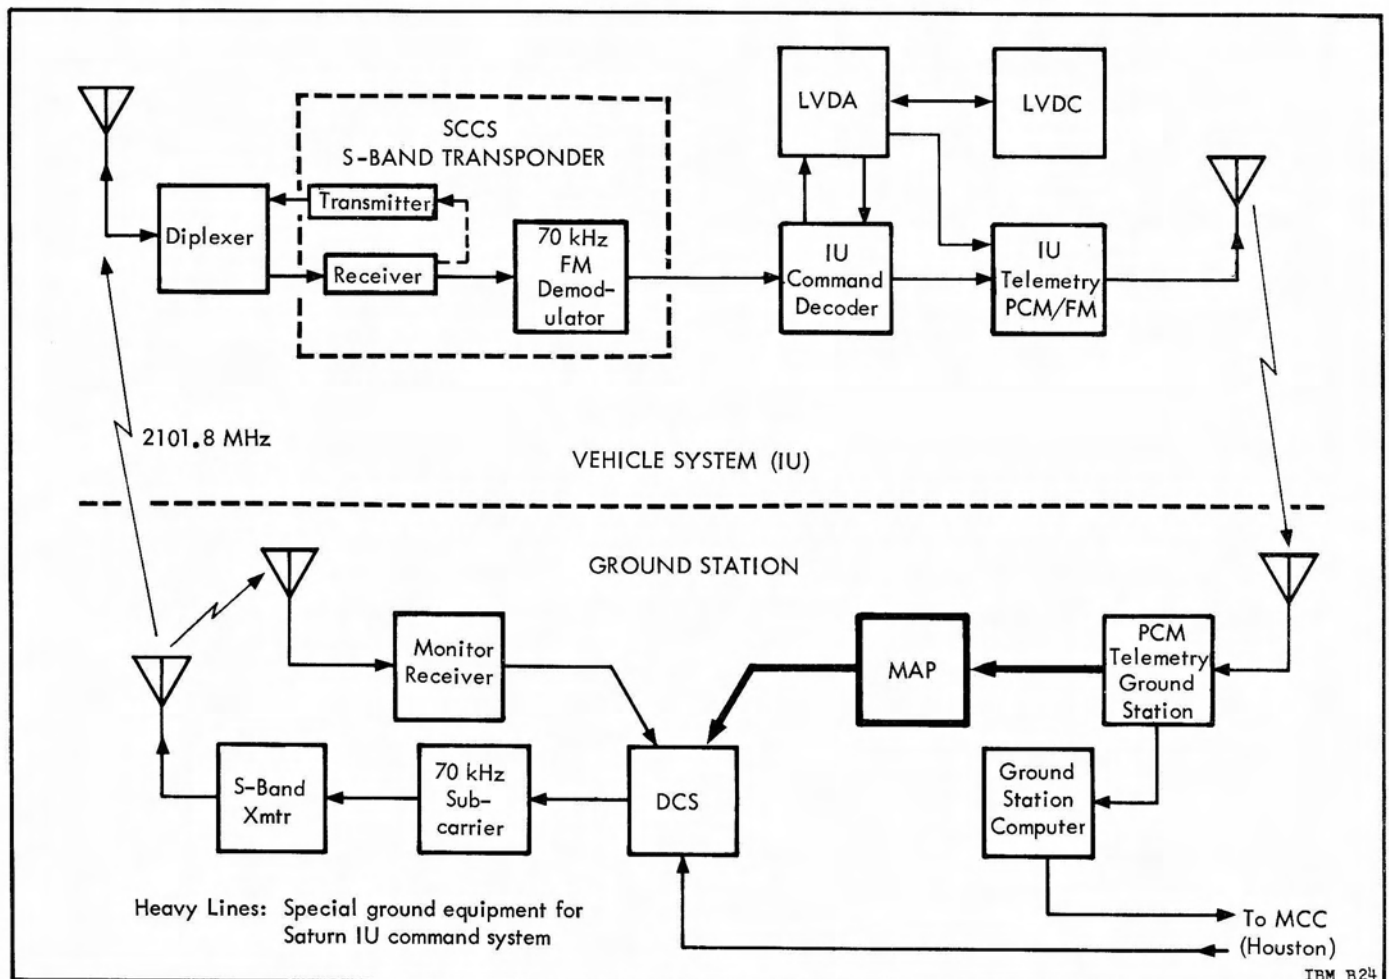 SCCS
S-BAND TRANSPONDER
Diplexer
Transmitter
Receiver
70 kHz
FM
Demod-
ulator
LVDA
LVDC
IU
Command
Decoder
IU
Telemetry
PCM/FM
2101.8 MHz
VEHICLE SYSTEM (IU)
GROUND STATION
Monitor
Receiver
MAP
PCM
Telemetry
Ground
Station
S-Band
Xmtr
70 kHz
Sub-
carrier
DCS
Ground
Station
Computer
Heavy Lines: Special ground equipment for
Saturn IU command system
To MCC
(Houston)
IBM B24